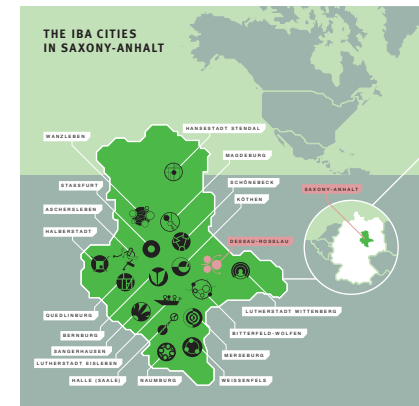 THE IBA CITIES
IN SAXONY-ANHALT
HANSESTADT STENDAL
WANZLEBEN
MAGDEBURG
STASSFURT
SCHÖNEBECK
SAXONY-ANHALT
ASCHERSLEBEN
KÖTHEN
HALBERSTADT
DESSAU-ROSSLAU
QUEDLINBURG
LUTHERSTADT WITTENBERG
BERNBURG
BITTERFELD-WOLFEN
SANGERHAUSEN
MERSEBURG
LUTHERSTADT EISLEBEN
HALLE (SAALE)
NAUMBURG
WEISSENFELS